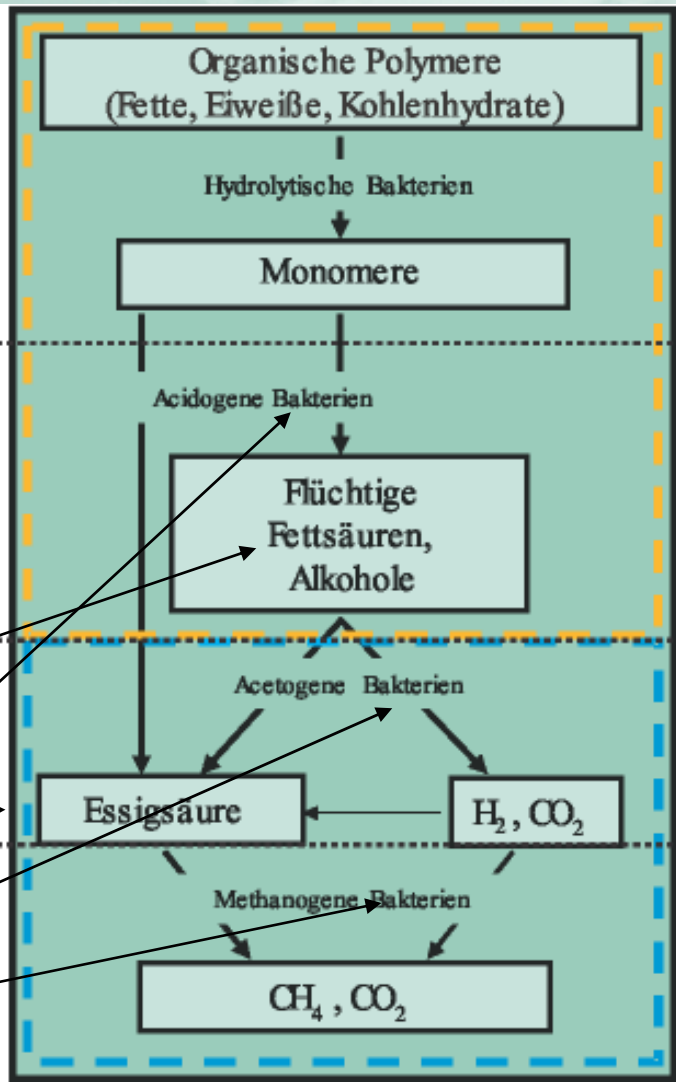 Organische Polymere
(Fette, Eiweiße, Kohlenhydrate)
Hydrolytische Bakterien
Monomere
Acidogene Bakterien
Flüchtige
Fettsäuren,
Alkohole
Acetogene Bakterien
Essigsäure
H₂, CO₂
Methanogene Bakterien
CH₄, CO₂